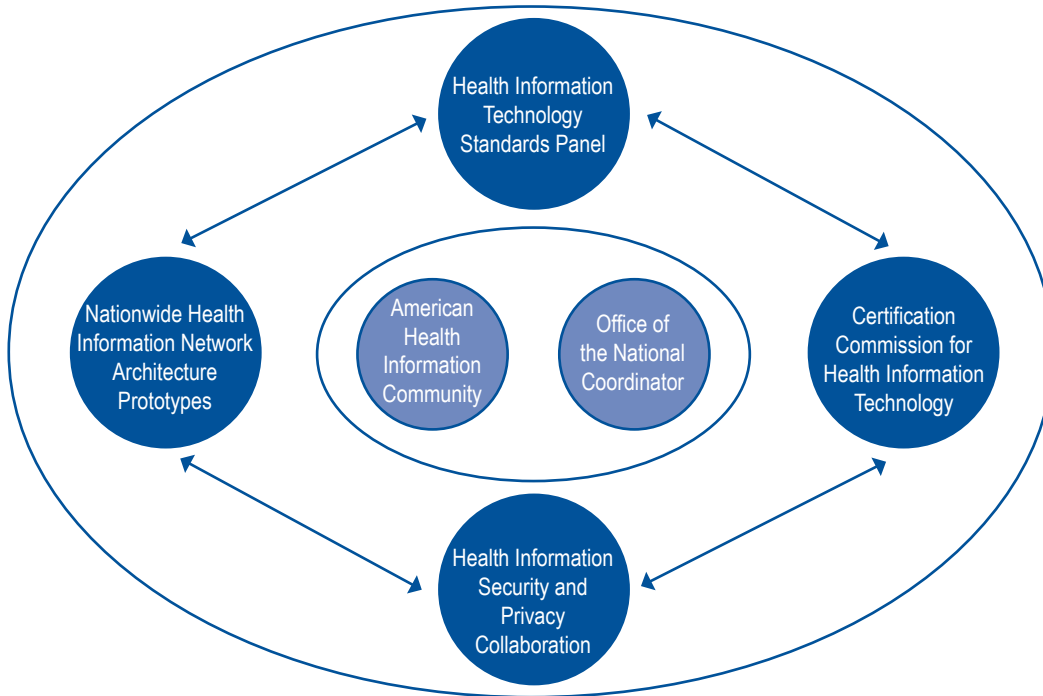 Health Information
Technology
Standards Panel
Nationwide Health
Information Network
Architecture
Prototypes
American
Health
Information
Community
Office of
the National
Coordinator
Certification
Commission for
Health Information
Technology
Health Information
Security and
Privacy
Collaboration